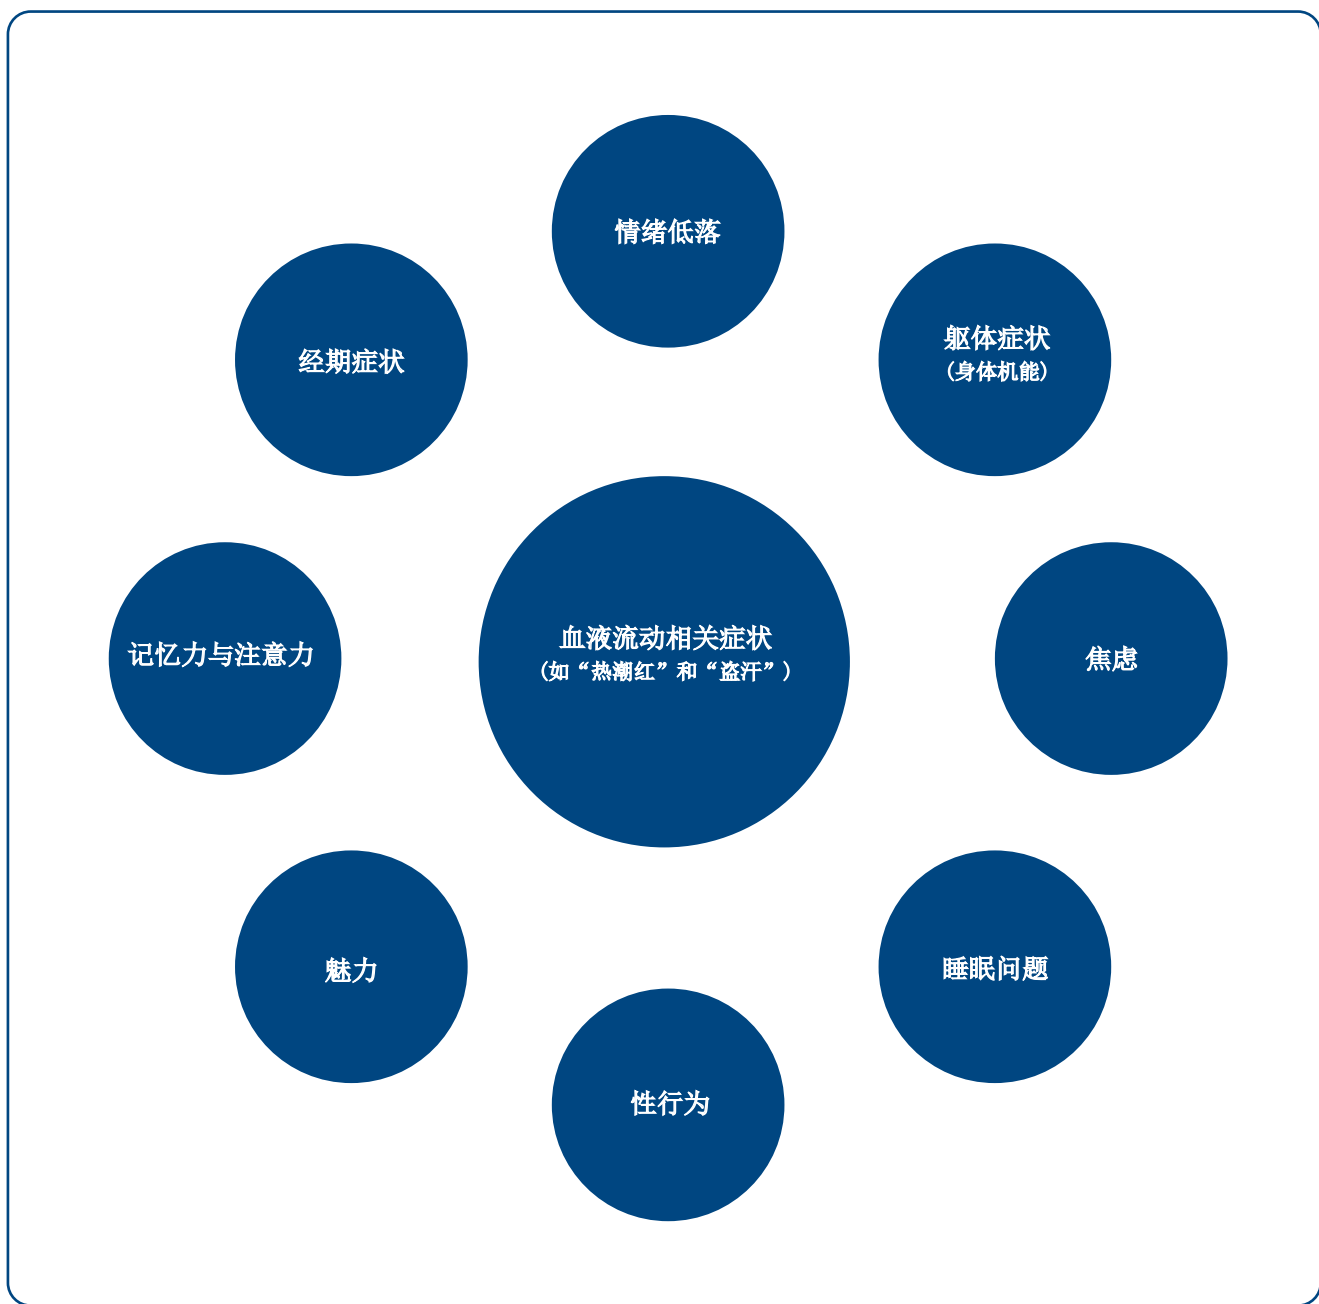 情绪低落
经期症状
躯体症状
(身体机能)
血液流动相关症状
(如“热潮红”和“盗汗”)
记忆力与注意力
焦虑
魅力
睡眠问题
性行为